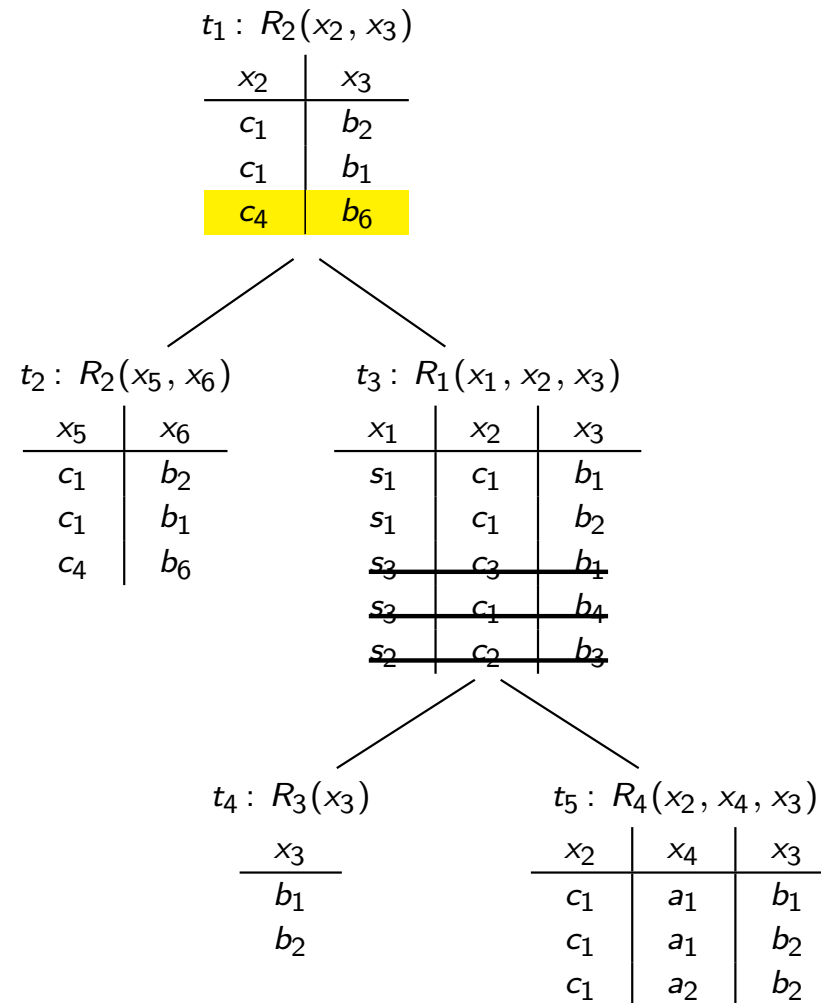 t₁ : R₂(x₂, x₃)
x₂ x₃
c₁ b₂
c₁ b₁
c₄ b₆
t₂ : R₂(x₅, x₆)
x₅ x₆
c₁ b₂
c₁ b₁
c₄ b₆
t₃ : R₁(x₁, x₂, x₃)
x₁ x₂ x₃
s₁ c₁ b₁
s₁ c₁ b₂
s₃ c₃ b₁
s₃ c₁ b₄
s₂ c₂ b₃
t₄ : R₃(x₃)
x₃
b₁
b₂
t₅ : R₄(x₂, x₄, x₃)
x₂ x₄ x₃
c₁ a₁ b₁
c₁ a₁ b₂
c₁ a₂ b₂